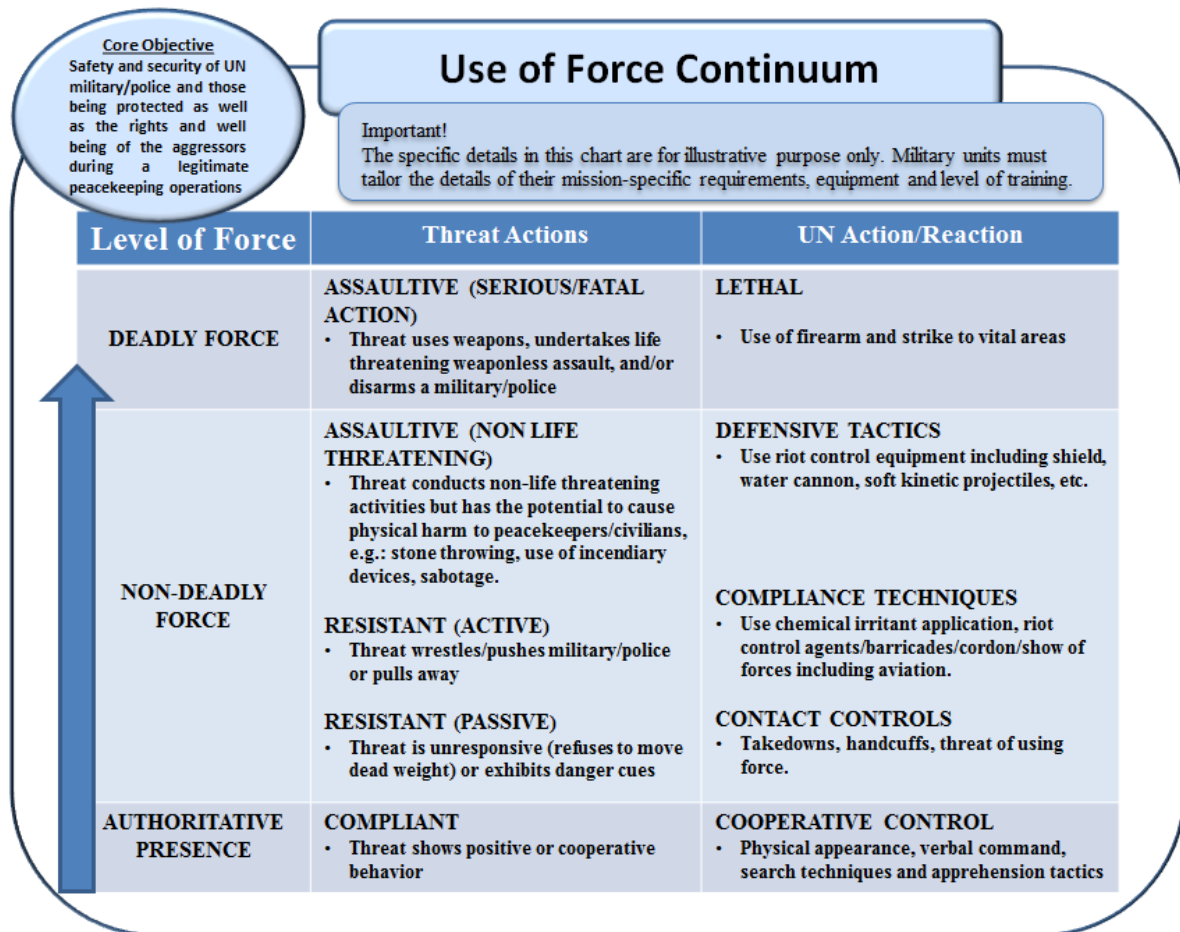 Core Objective
Safety and security of UN
military/police and those
being protected as well
as the rights and well
being of the aggressors
during a legitimate
peacekeeping operations
Use of Force Continuum
Important!
The specific details in this chart are for illustrative purpose only. Military units must
tailor the details of their mission-specific requirements, equipment and level of training.
Level of Force
Threat Actions
UN Action/Reaction
DEADLY FORCE
ASSAULTIVE (SERIOUS/FATAL
ACTION)
• Threat uses weapons, undertakes life
threatening weaponless assault, and/or
disarms a military/police
LETHAL
• Use of firearm and strike to vital areas
NON-DEADLY
FORCE
ASSAULTIVE (NON LIFE
THREATENING)
• Threat conducts non-life threatening
activities but has the potential to cause
physical harm to peacekeepers/civilians,
e.g.: stone throwing, use of incendiary
devices, sabotage.
RESISTANT (ACTIVE)
• Threat wrestles/pushes military/police
or pulls away
RESISTANT (PASSIVE)
• Threat is unresponsive (refuses to move
dead weight) or exhibits danger cues
DEFENSIVE TACTICS
• Use riot control equipment including shield,
water cannon, soft kinetic projectiles, etc.
COMPLIANCE TECHNIQUES
• Use chemical irritant application, riot
control agents/barricades/cordon/show of
forces including aviation.
CONTACT CONTROLS
• Takedowns, handcuffs, threat of using
force.
AUTHORITATIVE
PRESENCE
COMPLIANT
• Threat shows positive or cooperative
behavior
COOPERATIVE CONTROL
• Physical appearance, verbal command,
search techniques and apprehension tactics